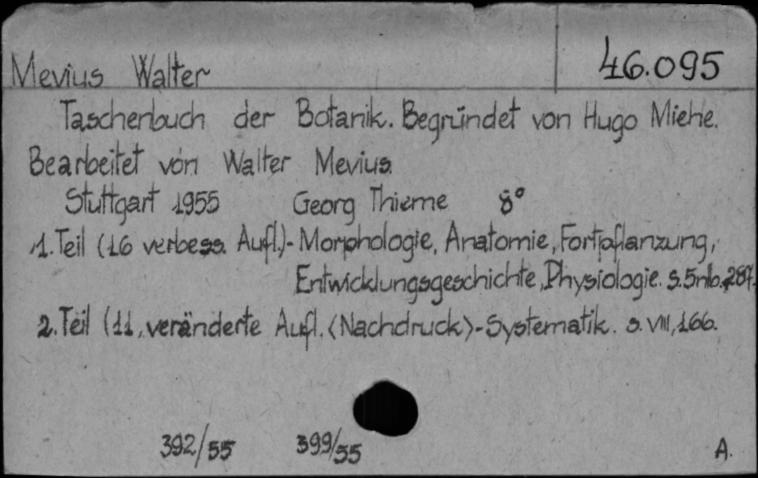 Mevius Walter 46.095
Taschenbuch der Botanik. Begründet von Hugo Miehe.
Bearbeitet von Walter Mevius.
Stuttgart 1955 Georg Thieme 8°
1. Teil (16 verbess. Aufl.)- Morphologie, Anatomie, Fortpflanzung,
Entwicklungsgeschichte, Physiologie. S. 5nlb. 287.
2. Teil (11, veränderte Aufl. <Nachdruck>- Systematik. S. VIII, 166.
392/55 399/55 A.